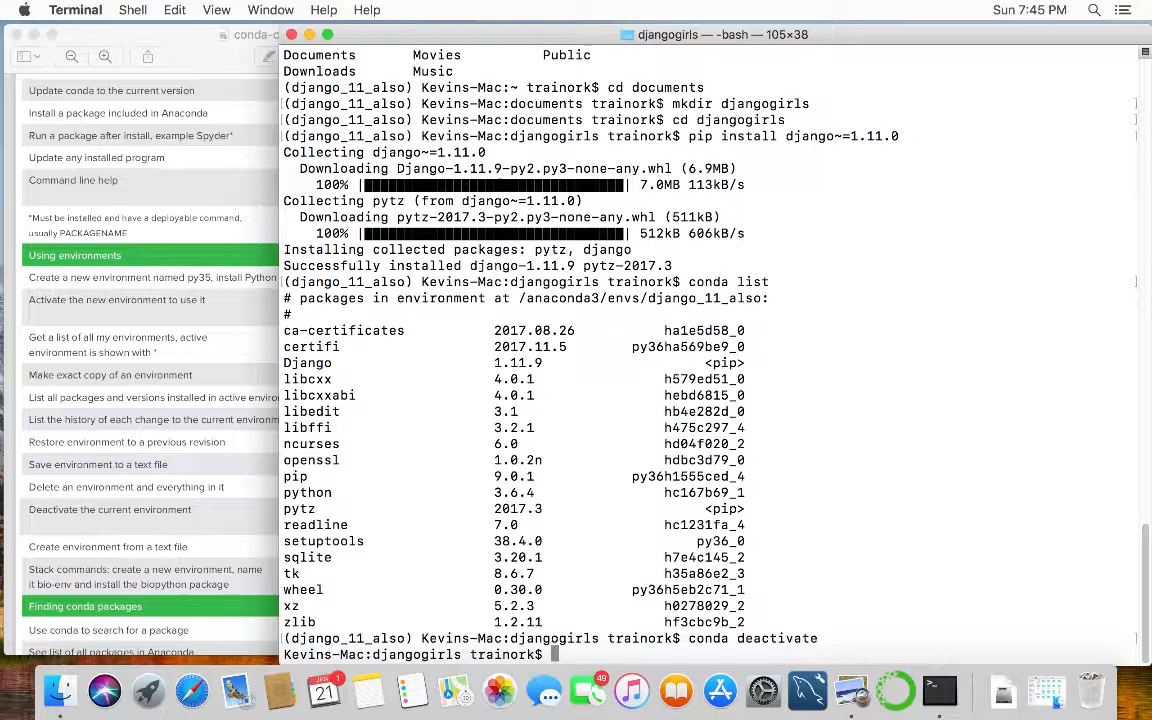 Terminal Shell Edit View Window Help Help Sun 7:45 PM
conda-c
djangogirls — -bash — 105×38
Update conda to the current version
Install a package included in Anaconda
Run a package after install, example Spyder*
Update any installed program
Command line help
*Must be installed and have a deployable command,
usually PACKAGENAME
Using environments
Create a new environment named py35, install Python
Activate the new environment to use it
Get a list of all my environments, active
environment is shown with *
Make exact copy of an environment
List all packages and versions installed in active environ
List the history of each change to the current environm
Restore environment to a previous revision
Save environment to a text file
Delete an environment and everything in it
Deactivate the current environment
Create environment from a text file
Stack commands: create a new environment, name
it bio-env and install the biopython package
Finding conda packages
Use conda to search for a package
See list of all packages in Anaconda
Documents Movies Public
Downloads Music
(django_11_also) Kevins-Mac:~ trainork$ cd documents
[(django_11_also) Kevins-Mac:documents trainork$ mkdir djangogirls ]
[(django_11_also) Kevins-Mac:documents trainork$ cd djangogirls ]
[(django_11_also) Kevins-Mac:djangogirls trainork$ pip install django~=1.11.0 ]
Collecting django~=1.11.0
Downloading Django-1.11.9-py2.py3-none-any.whl (6.9MB)
100% |████████████████████████████████| 7.0MB 113kB/s
Collecting pytz (from django~=1.11.0)
Downloading pytz-2017.3-py2.py3-none-any.whl (511kB)
100% |████████████████████████████████| 512kB 606kB/s
Installing collected packages: pytz, django
Successfully installed django-1.11.9 pytz-2017.3
[(django_11_also) Kevins-Mac:djangogirls trainork$ conda list ]
# packages in environment at /anaconda3/envs/django_11_also:
#
ca-certificates 2017.08.26 ha1e5d58_0
certifi 2017.11.5 py36ha569be9_0
Django 1.11.9 <pip>
libcxx 4.0.1 h579ed51_0
libcxxabi 4.0.1 hebd6815_0
libedit 3.1 hb4e282d_0
libffi 3.2.1 h475c297_4
ncurses 6.0 hd04f020_2
openssl 1.0.2n hdbc3d79_0
pip 9.0.1 py36h1555ced_4
python 3.6.4 hc167b69_1
pytz 2017.3 <pip>
readline 7.0 hc1231fa_4
setuptools 38.4.0 py36_0
sqlite 3.20.1 h7e4c145_2
tk 8.6.7 h35a86e2_3
wheel 0.30.0 py36h5eb2c71_1
xz 5.2.3 h0278029_2
zlib 1.2.11 hf3cbc9b_2
[(django_11_also) Kevins-Mac:djangogirls trainork$ conda deactivate ]
Kevins-Mac:djangogirls trainork$
JAN
21
1
49